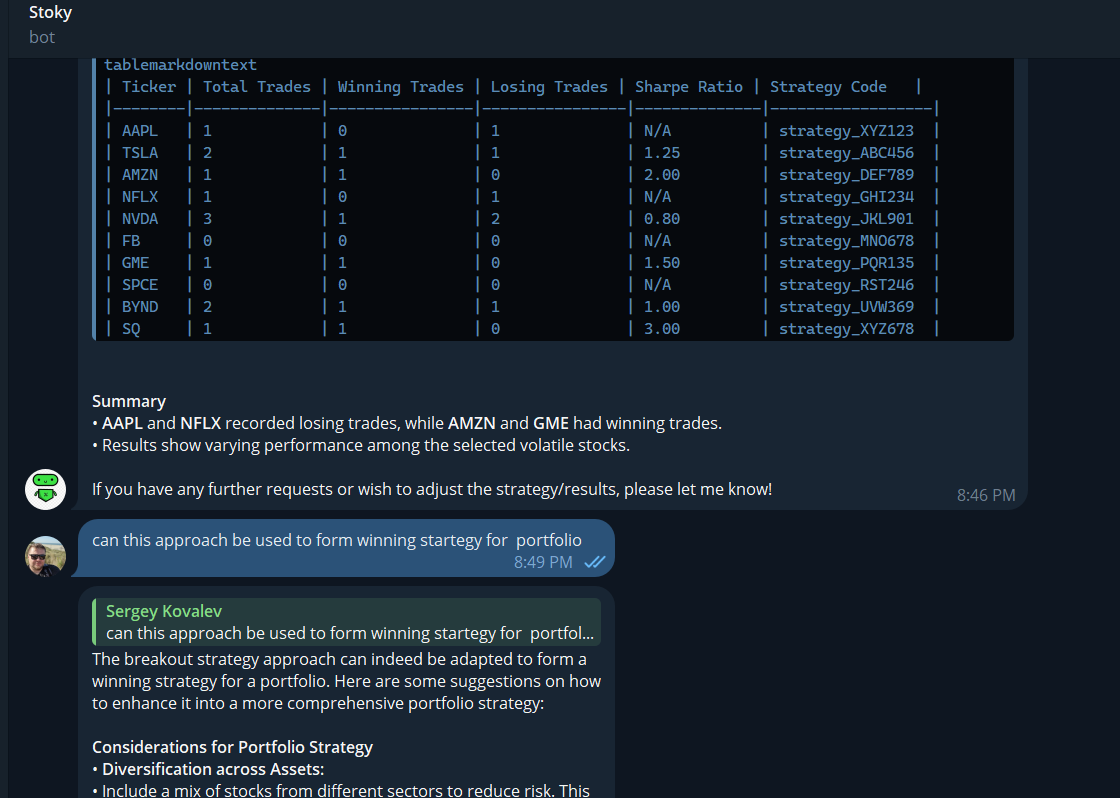 Stoky
bot
tablemarkdowntext
| Ticker | Total Trades | Winning Trades | Losing Trades | Sharpe Ratio | Strategy Code   |
|--------|--------------|----------------|---------------|--------------|-----------------|
| AAPL   | 1            | 0              | 1             | N/A          | strategy_XYZ123  |
| TSLA   | 2            | 1              | 1             | 1.25         | strategy_ABC456  |
| AMZN   | 1            | 1              | 0             | 2.00         | strategy_DEF789  |
| NFLX   | 1            | 0              | 1             | N/A          | strategy_GHI234  |
| NVDA   | 3            | 1              | 2             | 0.80         | strategy_JKL901  |
| FB     | 0            | 0              | 0             | N/A          | strategy_MNO678  |
| GME    | 1            | 1              | 0             | 1.50         | strategy_PQR135  |
| SPCE   | 0            | 0              | 0             | N/A          | strategy_RST246  |
| BYND   | 2            | 1              | 1             | 1.00         | strategy_UVW369  |
| SQ     | 1            | 1              | 0             | 3.00         | strategy_XYZ678  |
Summary
• AAPL and NFLX recorded losing trades, while AMZN and GME had winning trades.
• Results show varying performance among the selected volatile stocks.
If you have any further requests or wish to adjust the strategy/results, please let me know!
8:46 PM
can this approach be used to form winning startegy for  portfolio
8:49 PM
Sergey Kovalev
can this approach be used to form winning startegy for  portfol...
The breakout strategy approach can indeed be adapted to form a
winning strategy for a portfolio. Here are some suggestions on how
to enhance it into a more comprehensive portfolio strategy:
Considerations for Portfolio Strategy
• Diversification across Assets:
• Include a mix of stocks from different sectors to reduce risk. This